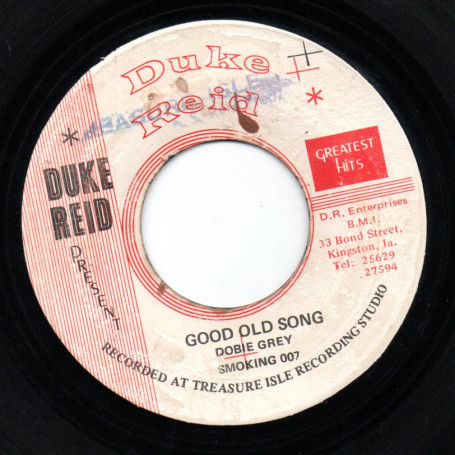 Duke
Reid
DUKE
REID
PRESENT
GREATEST
HITS
D.R. Enterprises
B.M.I.
33 Bond Street,
Kingston, Ja.
Tel: 25629
27594
GOOD OLD SONG
DOBIE GREY
SMOKING 007
RECORDED AT TREASURE ISLE RECORDING STUDIO